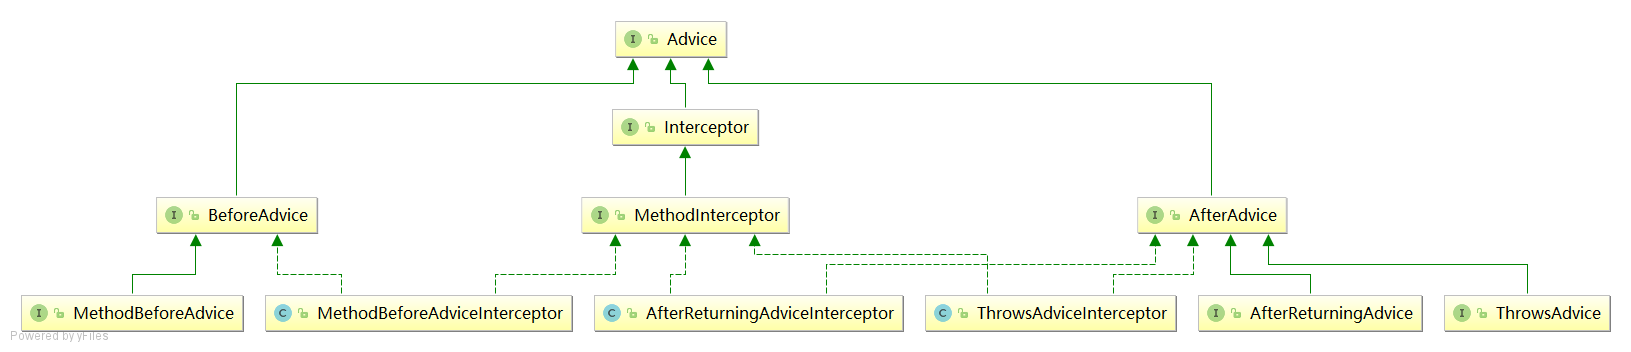 I Advice
I Interceptor
I BeforeAdvice
I MethodInterceptor
I AfterAdvice
I MethodBeforeAdvice
C MethodBeforeAdviceInterceptor
C AfterReturningAdviceInterceptor
C ThrowsAdviceInterceptor
I AfterReturningAdvice
I ThrowsAdvice
Powered by yFiles